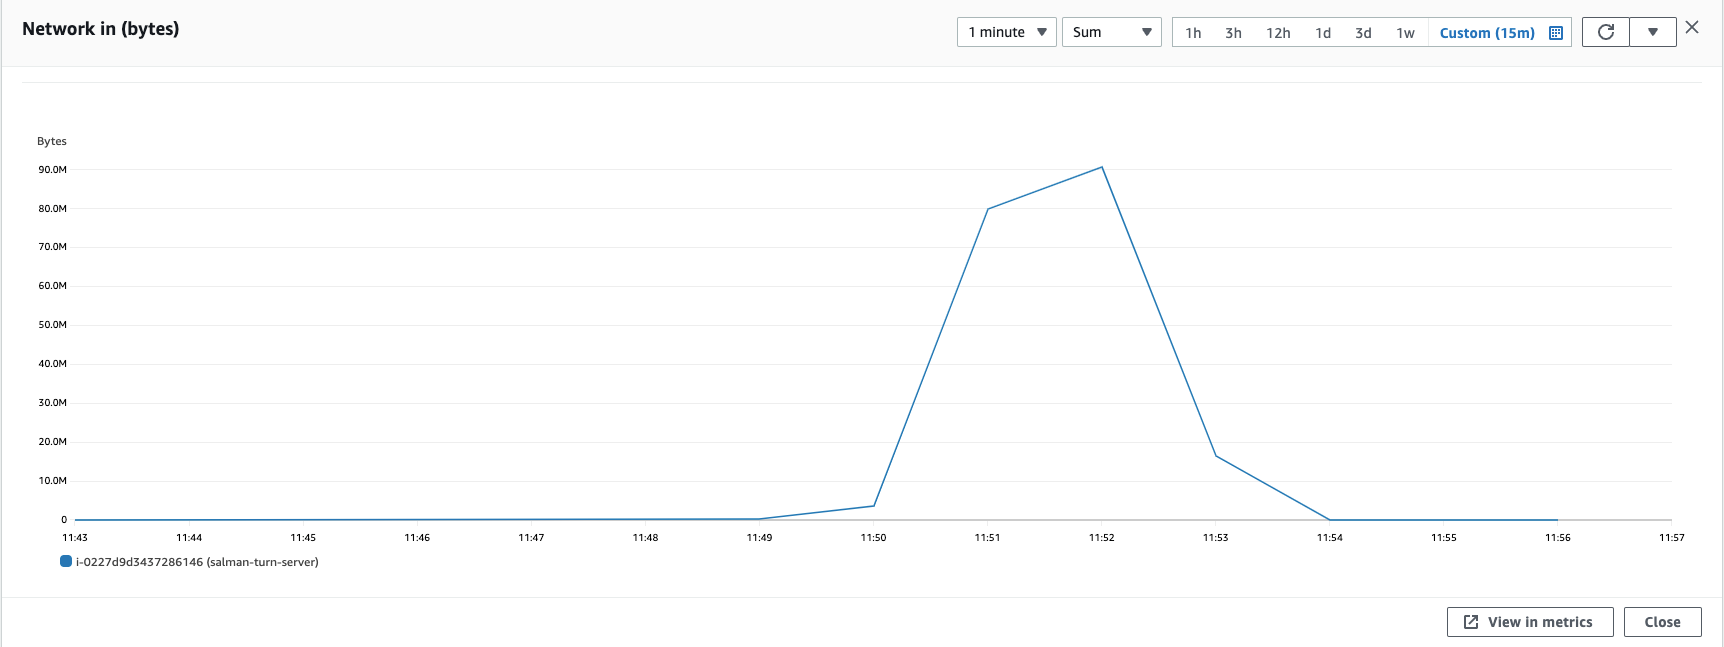 Network in (bytes)
1 minute
Sum
1h 3h 12h 1d 3d 1w Custom (15m)
Bytes
90.0M
80.0M
70.0M
60.0M
50.0M
40.0M
30.0M
20.0M
10.0M
0
11:43 11:44 11:45 11:46 11:47 11:48 11:49 11:50 11:51 11:52 11:53 11:54 11:55 11:56 11:57
i-0227d9d3437286146 (salman-turn-server)
View in metrics
Close